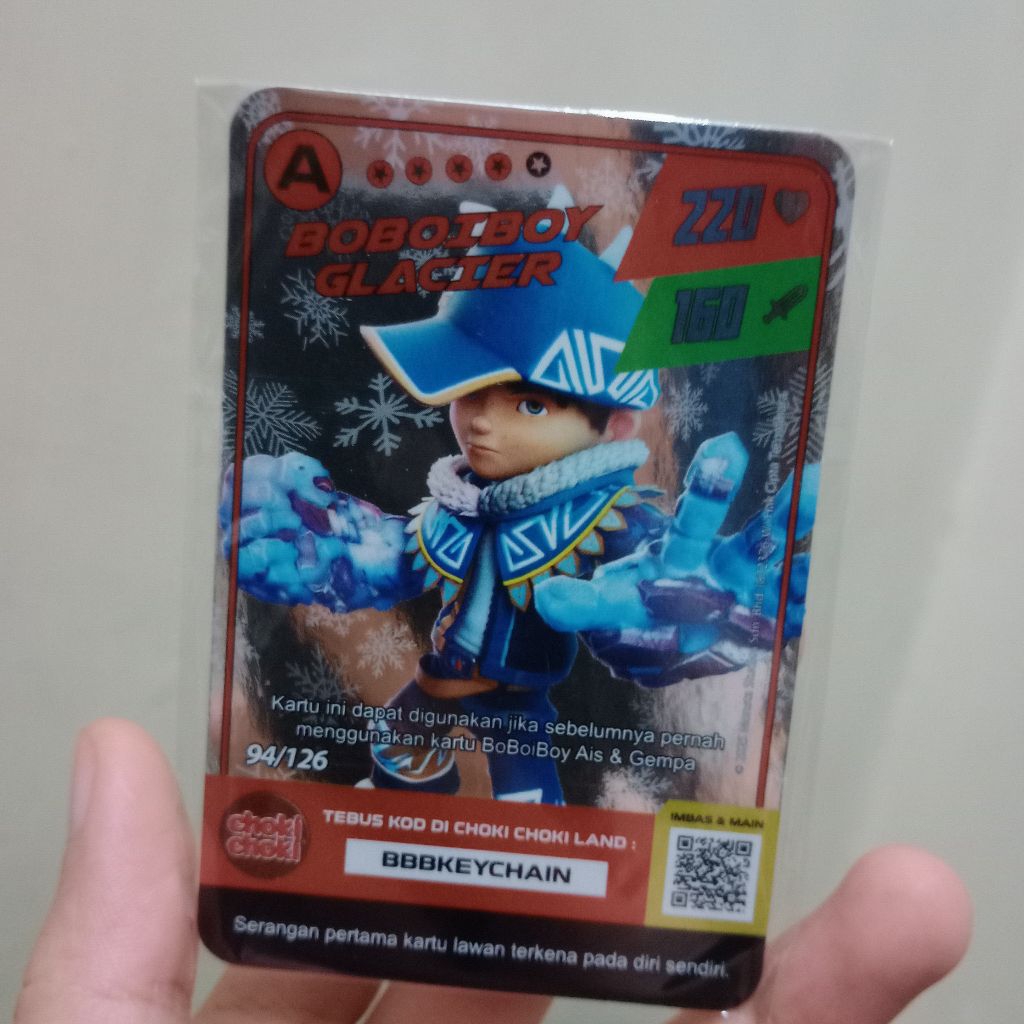 A
BOBOIBOY
GLACIER
220
160
Kartu ini dapat digunakan jika sebelumnya pernah
menggunakan kartu BoBoiBoy Ais & Gempa
94/126
choki
choki
TEBUS KOD DI CHOKI CHOKI LAND :
BBBKEYCHAIN
IMBAS & MAIN
Serangan pertama kartu lawan terkena pada diri sendiri.